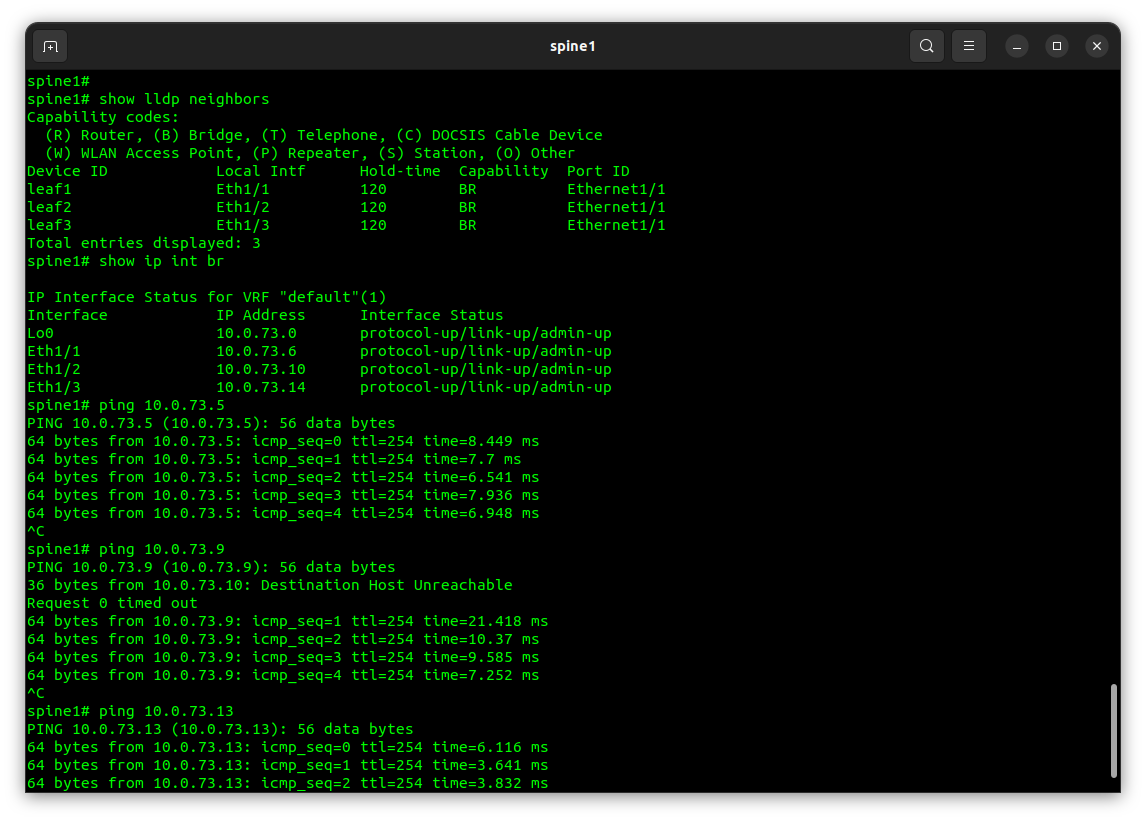 spine1
spine1#
spine1# show lldp neighbors
Capability codes:
  (R) Router, (B) Bridge, (T) Telephone, (C) DOCSIS Cable Device
  (W) WLAN Access Point, (P) Repeater, (S) Station, (O) Other
Device ID            Local Intf      Hold-time  Capability  Port ID
leaf1                Eth1/1          120        BR          Ethernet1/1
leaf2                Eth1/2          120        BR          Ethernet1/1
leaf3                Eth1/3          120        BR          Ethernet1/1
Total entries displayed: 3
spine1# show ip int br

IP Interface Status for VRF "default"(1)
Interface            IP Address      Interface Status
Lo0                  10.0.73.0       protocol-up/link-up/admin-up
Eth1/1               10.0.73.6       protocol-up/link-up/admin-up
Eth1/2               10.0.73.10      protocol-up/link-up/admin-up
Eth1/3               10.0.73.14      protocol-up/link-up/admin-up
spine1# ping 10.0.73.5
PING 10.0.73.5 (10.0.73.5): 56 data bytes
64 bytes from 10.0.73.5: icmp_seq=0 ttl=254 time=8.449 ms
64 bytes from 10.0.73.5: icmp_seq=1 ttl=254 time=7.7 ms
64 bytes from 10.0.73.5: icmp_seq=2 ttl=254 time=6.541 ms
64 bytes from 10.0.73.5: icmp_seq=3 ttl=254 time=7.936 ms
64 bytes from 10.0.73.5: icmp_seq=4 ttl=254 time=6.948 ms
^C
spine1# ping 10.0.73.9
PING 10.0.73.9 (10.0.73.9): 56 data bytes
36 bytes from 10.0.73.10: Destination Host Unreachable
Request 0 timed out
64 bytes from 10.0.73.9: icmp_seq=1 ttl=254 time=21.418 ms
64 bytes from 10.0.73.9: icmp_seq=2 ttl=254 time=10.37 ms
64 bytes from 10.0.73.9: icmp_seq=3 ttl=254 time=9.585 ms
64 bytes from 10.0.73.9: icmp_seq=4 ttl=254 time=7.252 ms
^C
spine1# ping 10.0.73.13
PING 10.0.73.13 (10.0.73.13): 56 data bytes
64 bytes from 10.0.73.13: icmp_seq=0 ttl=254 time=6.116 ms
64 bytes from 10.0.73.13: icmp_seq=1 ttl=254 time=3.641 ms
64 bytes from 10.0.73.13: icmp_seq=2 ttl=254 time=3.832 ms